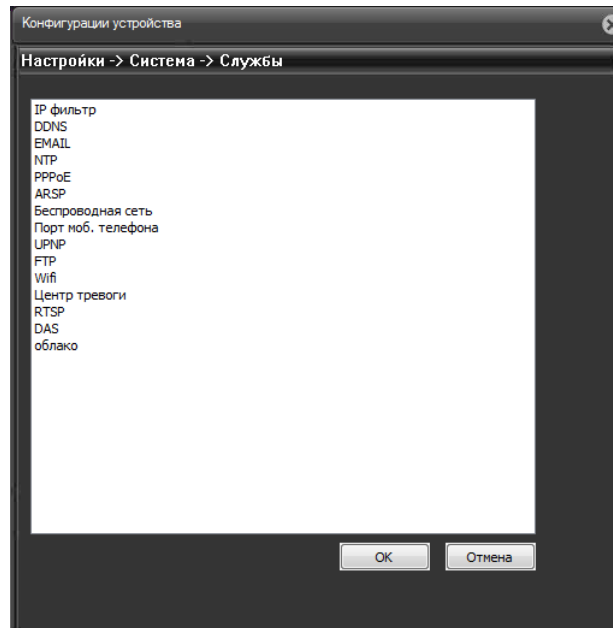 Конфигурации устройства
Настройки -> Система -> Службы
IP фильтр
DDNS
EMAIL
NTP
PPPoE
ARSP
Беспроводная сеть
Порт моб. телефона
UPNP
FTP
Wifi
Центр тревоги
RTSP
DAS
облако
OK
Отмена